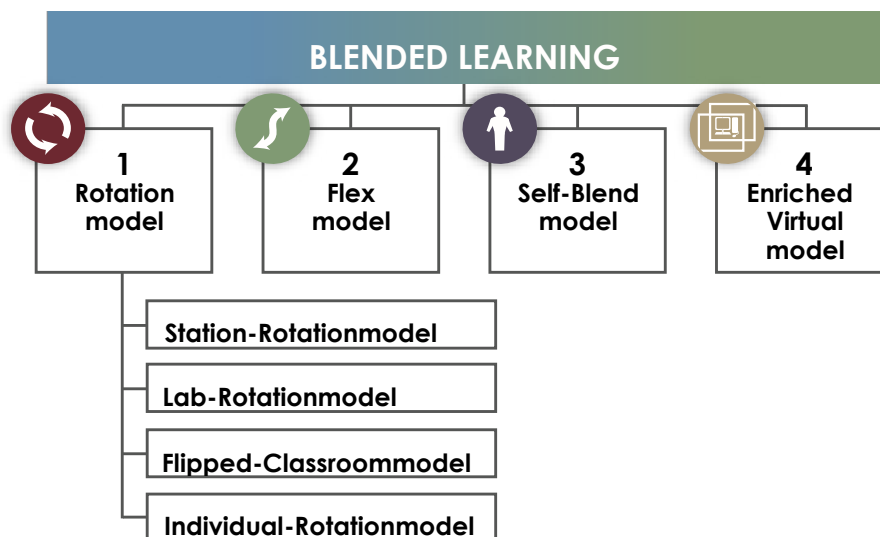 BLENDED LEARNING
1
Rotation
model
2
Flex
model
3
Self-Blend
model
4
Enriched
Virtual
model
Station-Rotationmodel
Lab-Rotationmodel
Flipped-Classroommodel
Individual-Rotationmodel